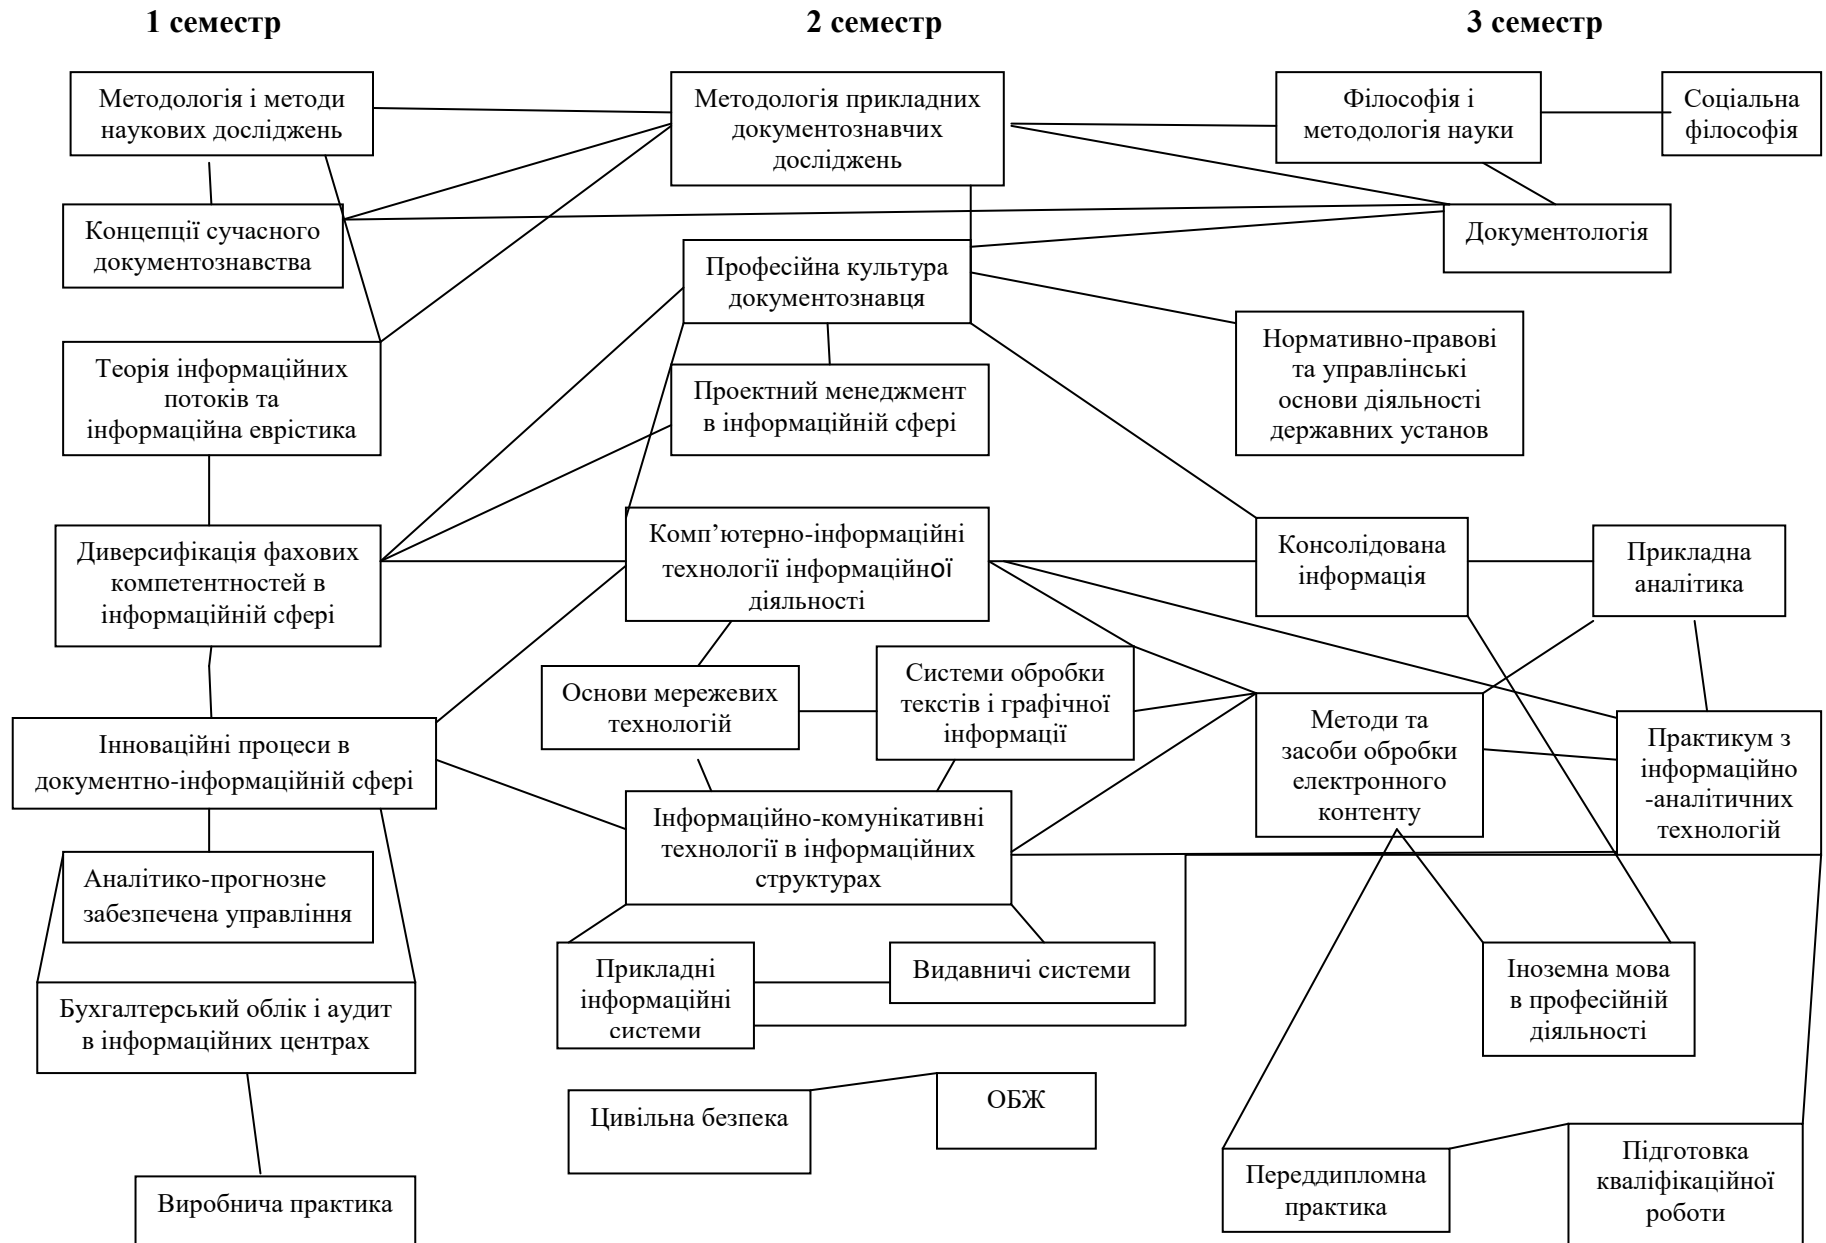 1 семестр
2 семестр
3 семестр
Методологія і методи
наукових досліджень
Методологія прикладних
документознавчих
досліджень
Філософія і
методологія науки
Соціальна
філософія
Концепції сучасного
документознавства
Документологія
Професійна культура
документознавця
Нормативно-правові
та управлінські
основи діяльності
державних установ
Теорія інформаційних
потоків та
інформаційна еврістика
Проектний менеджмент
в інформаційній сфері
Диверсифікація фахових
компетентностей в
інформаційній сфері
Комп’ютерно-інформаційні
технології інформаційної
діяльності
Консолідована
інформація
Прикладна
аналітика
Основи мережевих
технологій
Системи обробки
текстів і графічної
інформації
Методи та
засоби обробки
електронного
контенту
Практикум з
інформаційно
-аналітичних
технологій
Інноваційні процеси в
документно-інформаційній сфері
Інформаційно-комунікативні
технології в інформаційних
структурах
Аналітико-прогнозне
забезпечена управління
Прикладні
інформаційні
системи
Видавничі системи
Іноземна мова
в професійній
діяльності
Бухгалтерський облік і аудит
в інформаційних центрах
Цивільна безпека
ОБЖ
Виробнича практика
Переддипломна
практика
Підготовка
кваліфікаційної
роботи